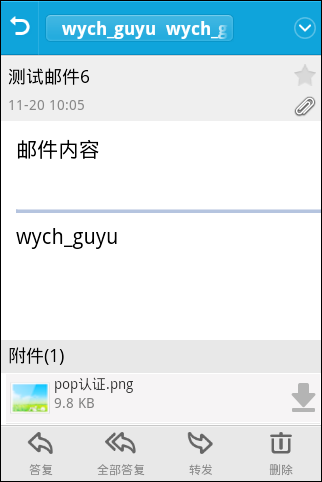 wych_guyu wych_g
测试邮件6
11-20 10:05
邮件内容
wych_guyu
附件(1)
pop认证.png
9.8 KB
答复 全部答复 转发 删除